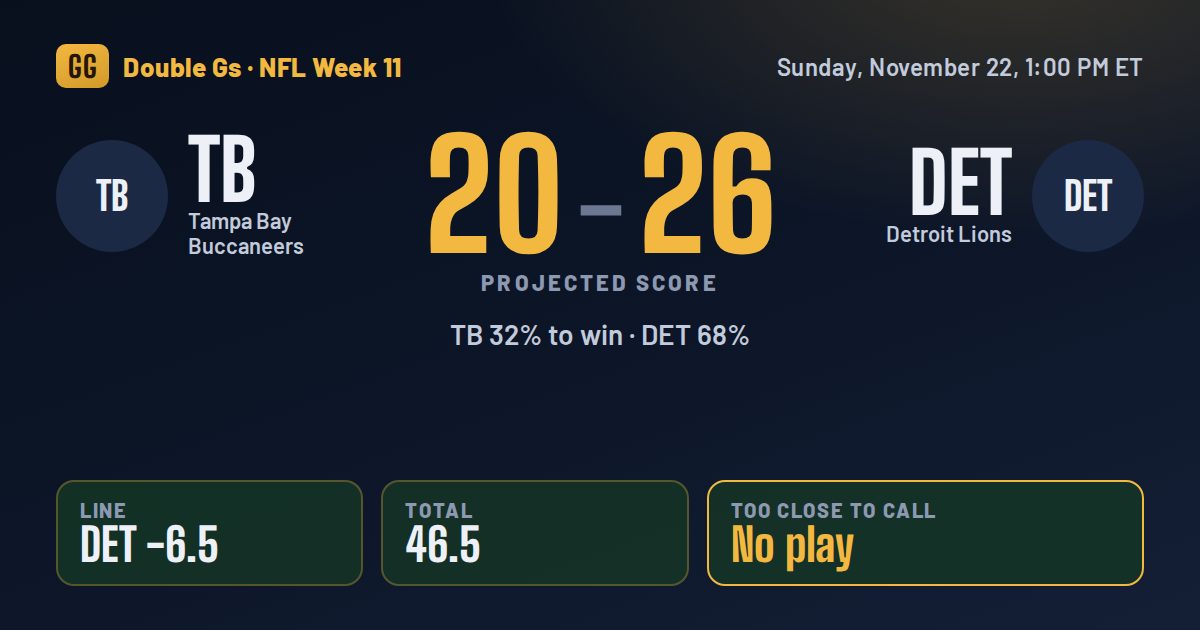 GG
Double Gs · NFL Week 11
Sunday, November 22, 1:00 PM ET
TB
TB
Tampa Bay
Buccaneers
20 – 26
PROJECTED SCORE
TB 32% to win · DET 68%
DET
Detroit Lions
DET
LINE
DET −6.5
TOTAL
46.5
TOO CLOSE TO CALL
No play